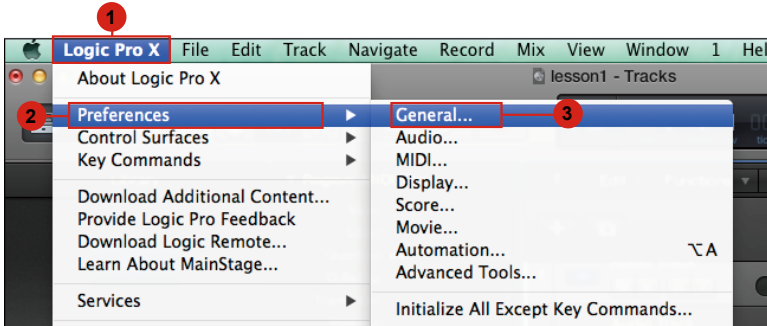 1
Logic Pro X File Edit Track Navigate Record Mix View Window 1 Hel
About Logic Pro X
lesson1 - Tracks
2 Preferences
General... 3
Control Surfaces
Audio...
Key Commands
MIDI...
Display...
Download Additional Content...
Score...
Provide Logic Pro Feedback
Movie...
Download Logic Remote...
Automation... ⌥A
Learn About MainStage...
Advanced Tools...
Services
Initialize All Except Key Commands...